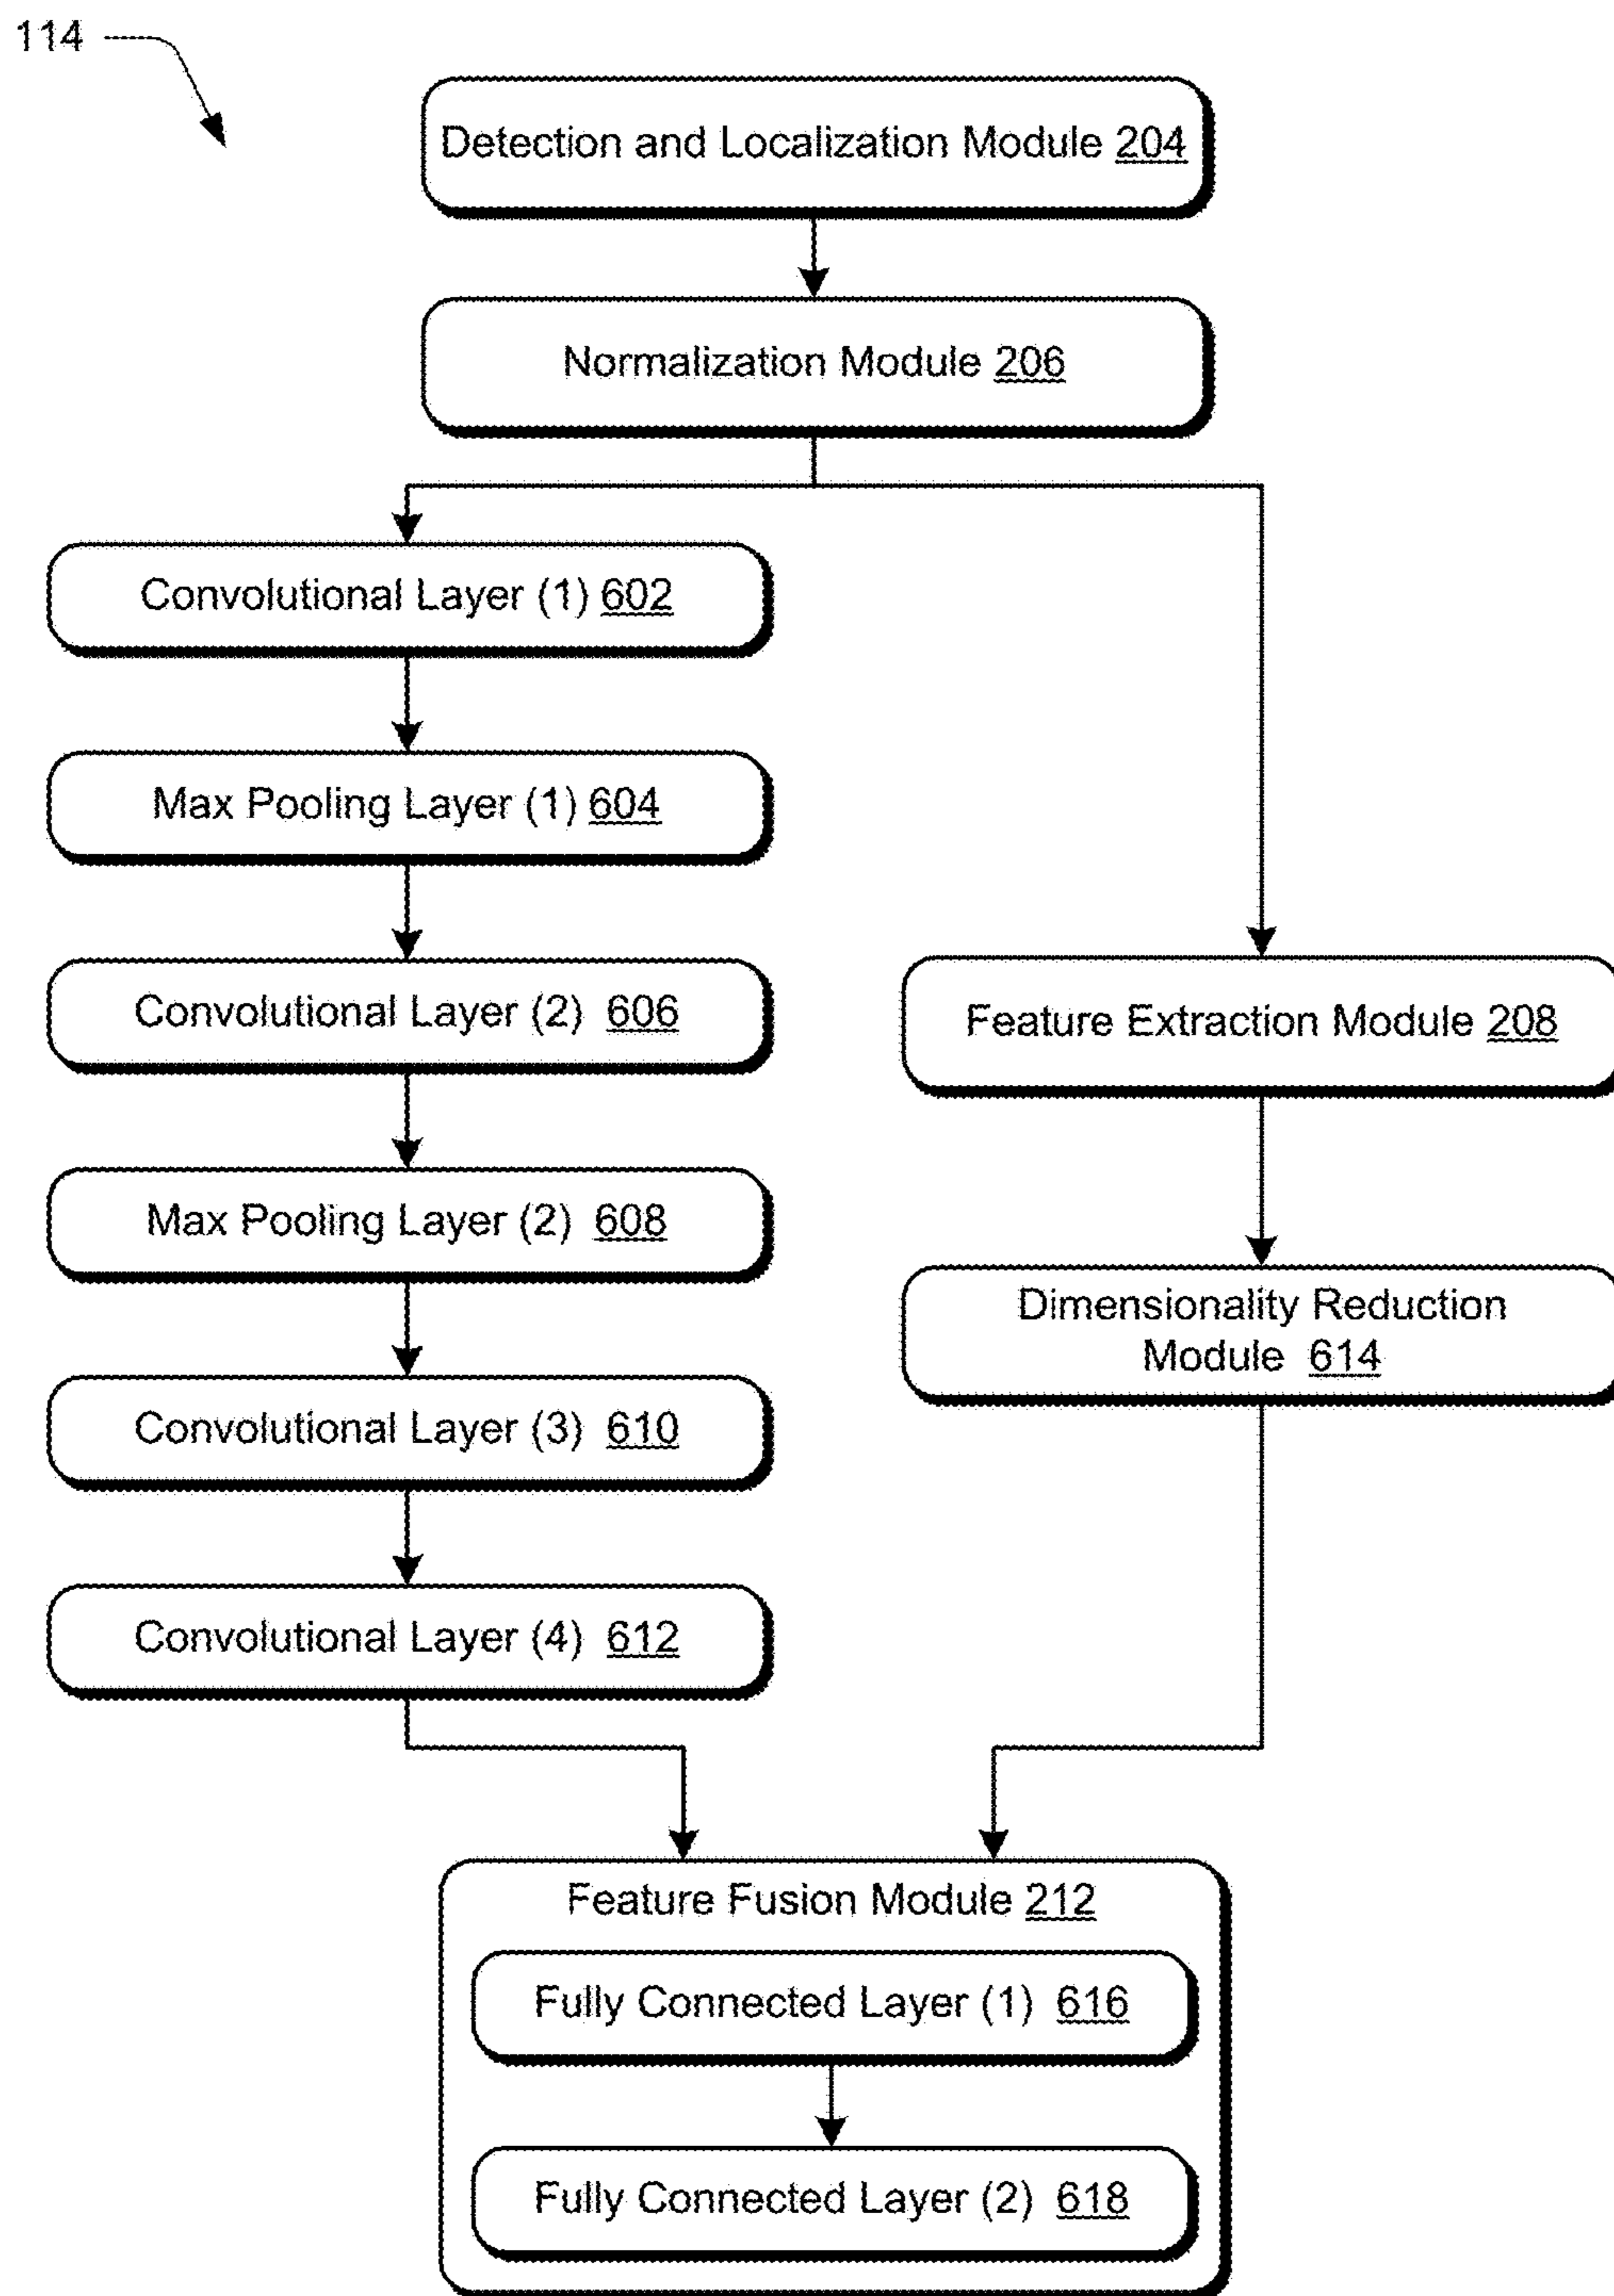 114
Detection and Localization Module 204
Normalization Module 206
Convolutional Layer (1) 602
Max Pooling Layer (1) 604
Convolutional Layer (2) 606
Feature Extraction Module 208
Max Pooling Layer (2) 608
Dimensionality Reduction
Module 614
Convolutional Layer (3) 610
Convolutional Layer (4) 612
Feature Fusion Module 212
Fully Connected Layer (1) 616
Fully Connected Layer (2) 618